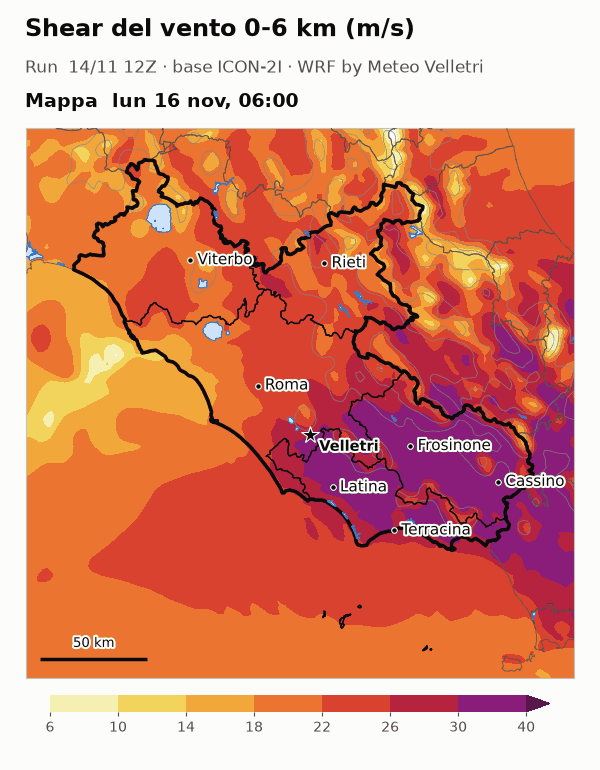 Shear del vento 0-6 km (m/s)
Run  14/11 12Z · base ICON-2I · WRF by Meteo Velletri
Mappa  lun 16 nov, 06:00
Viterbo
Rieti
Roma
Velletri
Frosinone
Cassino
Latina
Terracina
50 km
6 10 14 18 22 26 30 40